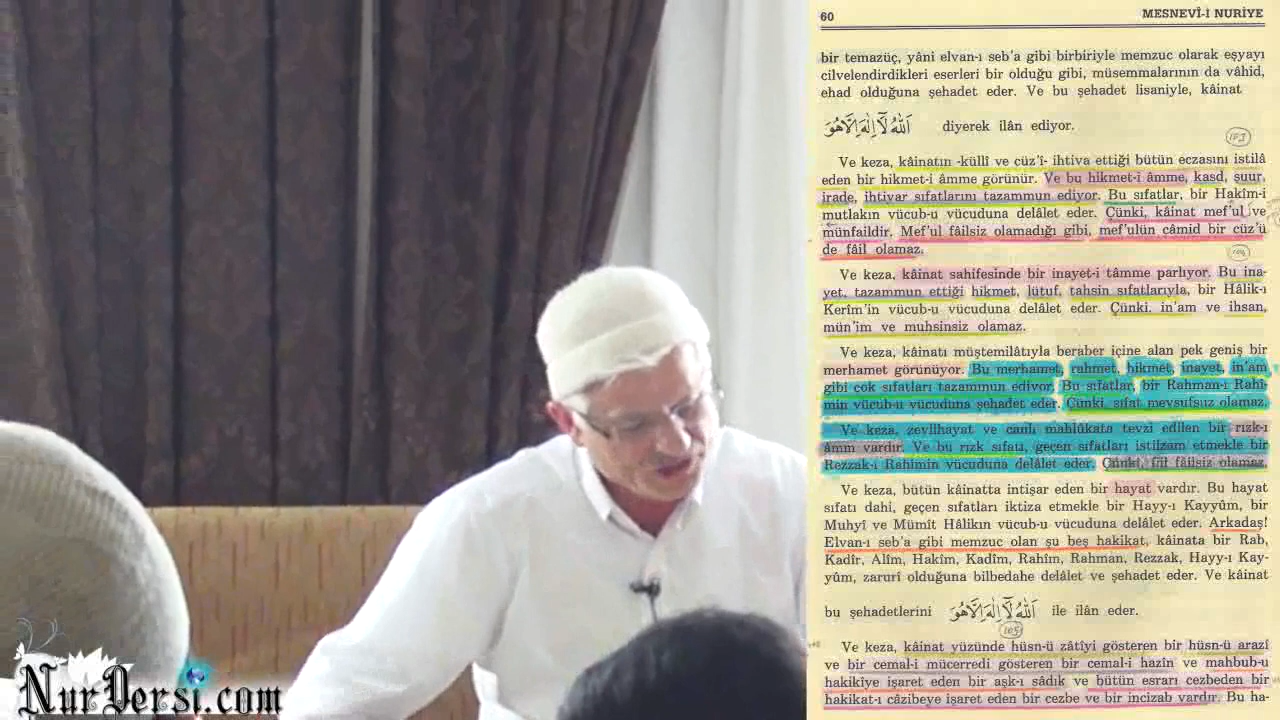 60
MESNEVÎ-İ NURİYE
bir temazüç, yâni elvan-ı seb'a gibi birbiriyle memzuc olarak eşyayı
cilvelendirdikleri eserleri bir olduğu gibi, müsemmalarının da vâhid,
ehad olduğuna şehadet eder. Ve bu şehadet lisaniyle, kâinat
اَللّٰهُ لَٓا اِلٰهَ اِلَّاهُوَ diyerek ilân ediyor.
Ve keza, kâinatın -küllî ve cüz'î- ihtiva ettiği bütün eczasını istilâ
eden bir hikmet-i âmme görünür. Ve bu hikmet-i âmme, kasd, şuur,
irade, ihtiyar sıfatlarını tazammun ediyor. Bu sıfatlar, bir Hakîm-i
mutlakın vücub-u vücuduna delâlet eder. Çünki, kâinat mef'ul ve
münfaildir. Mef'ul fâilsiz olamadığı gibi, mef'ulün câmid bir cüz'ü
de fâil olamaz.
104
Ve keza, kâinat sahifesinde bir inayet-i tâmme parlıyor. Bu ina-
yet, tazammun ettiği hikmet, lütuf, tahsin sıfatlarıyla, bir Hâlik-ı
Kerîm'in vücub-u vücuduna delâlet eder. Çünki, in'am ve ihsan,
mün'im ve muhsinsiz olamaz.
Ve keza, kâinatı müştemilâtıyla beraber içine alan pek geniş bir
merhamet görünüyor. Bu merhamet, rahmet, hikmet, inayet, in'am
gibi çok sıfatları tazammun ediyor. Bu sıfatlar, bir Rahman-ı Rahî
min vücub-u vücuduna şehadet eder. Çünki, sıfat mevsufsuz olamaz.
Ve keza, zevilhayat ve canlı mahlûkata tevzi edilen bir rızk-ı
âmm vardır. Ve bu rızk sıfatı, geçen sıfatları istilzam etmekle bir
Rezzak-ı Rahîmin vücuduna delâlet eder. Çünki, fiil fâilsiz olamaz.
Ve keza, bütün kâinatta intişar eden bir hayat vardır. Bu hayat
sıfatı dahi, geçen sıfatları iktiza etmekle bir Hayy-ı Kayyûm, bir
Muhyî ve Mümît Hâlikın vücub-u vücuduna delâlet eder. Arkadaş!
Elvan-ı seb'a gibi memzuc olan şu beş hakikat, kâinata bir Rab,
Kadîr, Alîm, Hakîm, Kadîm, Rahîm, Rahman, Rezzak, Hayy-ı Kay-
yûm, zarurî olduğuna bilbedahe delâlet ve şehadet eder. Ve kâinat
bu şehadetlerini اَللّٰهُ لَٓا اِلٰهَ اِلَّاهُوَ ile ilân eder.
105
Ve keza, kâinat yüzünde hüsn-ü zâtîyi gösteren bir hüsn-ü arazî
ve bir cemal-i mücerredi gösteren bir cemal-i hazîn ve mahbub-u
hakikîye işaret eden bir aşk-ı sâdık ve bütün esrarı cezbeden bir
hakikat-ı câzibeye işaret eden bir cezbe ve bir incizab vardır. Bu ha-
NurDersi.com